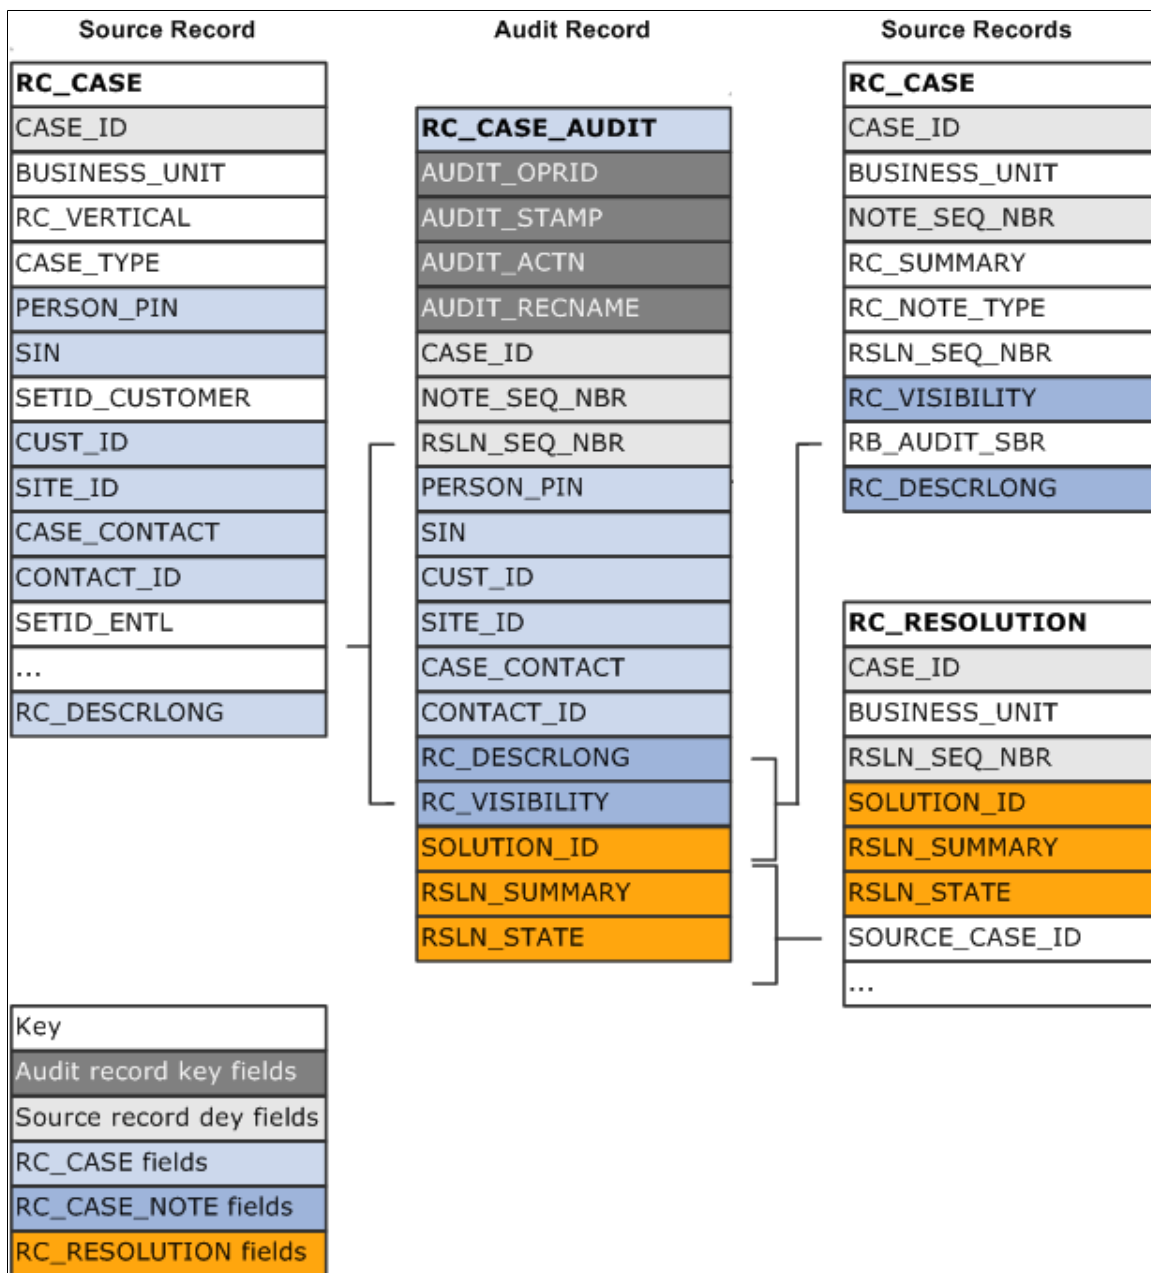 Source Record
Audit Record
Source Records
RC_CASE
CASE_ID
BUSINESS_UNIT
RC_VERTICAL
CASE_TYPE
PERSON_PIN
SIN
SETID_CUSTOMER
CUST_ID
SITE_ID
CASE_CONTACT
CONTACT_ID
SETID_ENTL
...
RC_DESCRLONG
RC_CASE_AUDIT
AUDIT_OPRID
AUDIT_STAMP
AUDIT_ACTN
AUDIT_RECNAME
CASE_ID
NOTE_SEQ_NBR
RSLN_SEQ_NBR
PERSON_PIN
SIN
CUST_ID
SITE_ID
CASE_CONTACT
CONTACT_ID
RC_DESCRLONG
RC_VISIBILITY
SOLUTION_ID
RSLN_SUMMARY
RSLN_STATE
RC_CASE
CASE_ID
BUSINESS_UNIT
NOTE_SEQ_NBR
RC_SUMMARY
RC_NOTE_TYPE
RSLN_SEQ_NBR
RC_VISIBILITY
RB_AUDIT_SBR
RC_DESCRLONG
RC_RESOLUTION
CASE_ID
BUSINESS_UNIT
RSLN_SEQ_NBR
SOLUTION_ID
RSLN_SUMMARY
RSLN_STATE
SOURCE_CASE_ID
...
Key
Audit record key fields
Source record dey fields
RC_CASE fields
RC_CASE_NOTE fields
RC_RESOLUTION fields